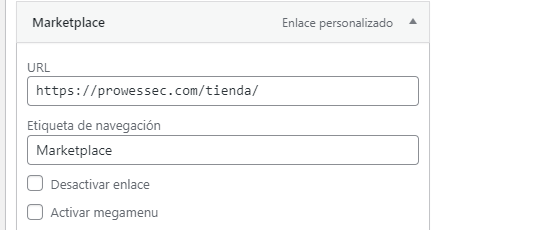 Marketplace Enlace personalizado
URL
https://prowessec.com/tienda/
Etiqueta de navegación
Marketplace
Desactivar enlace
Activar megamenu